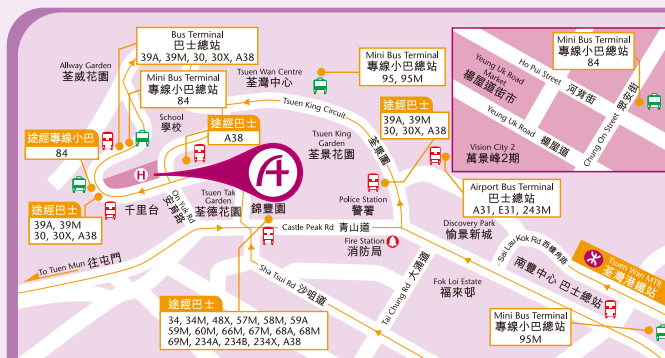 Bus Terminal
巴士總站
39A, 39M, 30, 30X, A38
Allway Garden
荃威花園
Mini Bus Terminal
專線小巴總站
84
School
學校
途經專線小巴
84
途經巴士
A38
H
途經巴士
39A, 39M
30, 30X, A38
千里台
On Yuk Rd
安育路
Tsuen Tak
Garden
荃德花園
錦豐園
Tsuen Wan Centre
荃灣中心
Mini Bus Terminal
專線小巴總站
95, 95M
Tsuen King Circuit
荃景圍
Tsuen King
Garden
荃景花園
途經巴士
39A, 39M
30, 30X, A38
Police Station
警署
Castle Peak Rd 青山道
Fire Station
消防局
To Tuen Mun 往屯門
Sha Tsui Rd 沙咀道
途經巴士
34, 34M, 48X, 57M, 58M, 59A
59M, 60M, 66M, 67M, 68A, 68M
69M, 234A, 234B, 234X, A38
Tai Chung Rd 大涌道
Fok Loi Estate
福來邨
Airport Bus Terminal
巴士總站
A31, E31, 243M
Discovery Park
愉景新城
Sai Lau Kok Rd 西樓角路
Tsuen Wan MTR
荃灣港鐵站
南豐中心 巴士總站
Mini Bus Terminal
專線小巴總站
95M
Yeung Uk Road
Market
楊屋道街市
Ho Pui Street 河背街
Mini Bus Terminal
專線小巴總站
84
Yeung Uk Road 楊屋道
Chung On Street 眾安街
Vision City 2
萬景峰2期